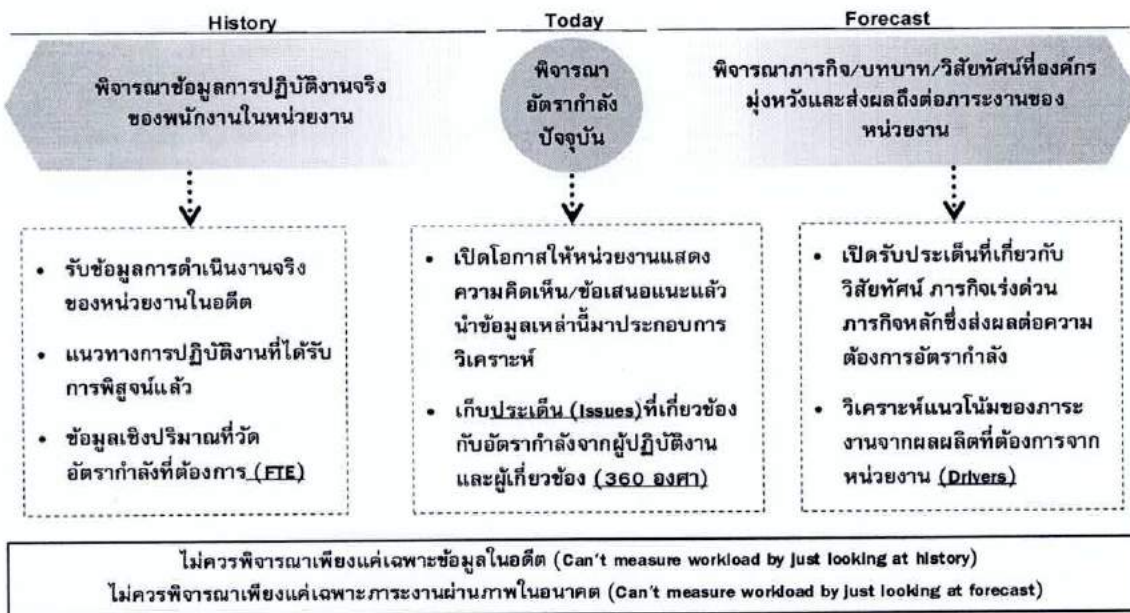 History
Today
Forecast
พิจารณาข้อมูลการปฏิบัติงานจริง
ของพนักงานในหน่วยงาน
พิจารณา
อัตรากำลัง
ปัจจุบัน
พิจารณาภารกิจ/บทบาท/วิสัยทัศน์ที่องค์กร
มุ่งหวังและส่งผลถึงต่อภาระงานของ
หน่วยงาน
• รับข้อมูลการดำเนินงานจริง
ของหน่วยงานในอดีต
• แนวทางการปฏิบัติงานที่ได้รับ
การพิสูจน์แล้ว
• ข้อมูลเชิงปริมาณที่วัด
อัตรากำลังที่ต้องการ (FTE)
• เปิดโอกาสให้หน่วยงานแสดง
ความคิดเห็น/ข้อเสนอแนะแล้ว
นำข้อมูลเหล่านี้มาประกอบการ
วิเคราะห์
• เก็บประเด็น (Issues)ที่เกี่ยวข้อง
กับอัตรากำลังจากผู้ปฏิบัติงาน
และผู้เกี่ยวข้อง (360 องศา)
• เปิดรับประเด็นที่เกี่ยวกับ
วิสัยทัศน์ ภารกิจเร่งด่วน
ภารกิจหลักซึ่งส่งผลต่อความ
ต้องการอัตรากำลัง
• วิเคราะห์แนวโน้มของภาระ
งานจากผลผลิตที่ต้องการจาก
หน่วยงาน (Drivers)
ไม่ควรพิจารณาเพียงแค่เฉพาะข้อมูลในอดีต (Can't measure workload by just looking at history)
ไม่ควรพิจารณาเพียงแค่เฉพาะภาระงานผ่านภาพในอนาคต (Can't measure workload by just looking at forecast)